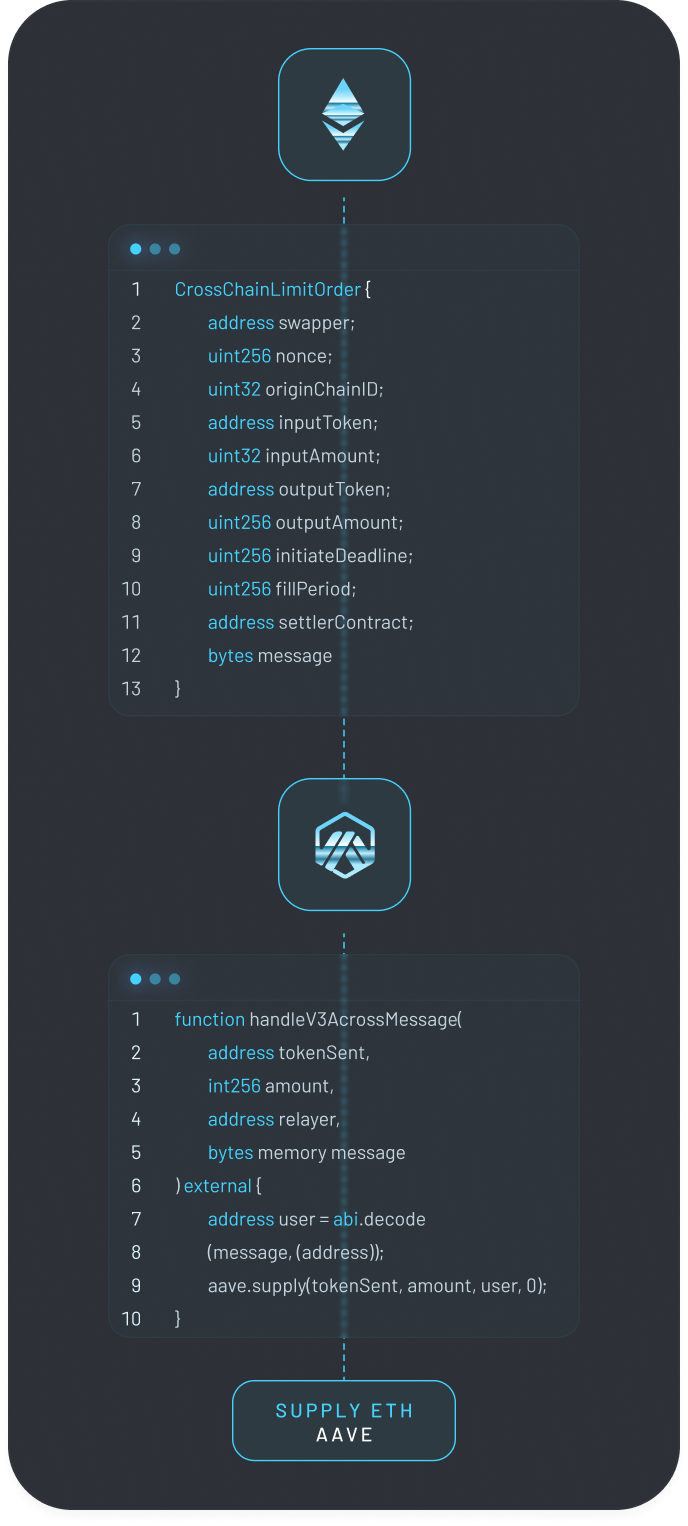 1 CrossChainLimitOrder {
2 address swapper;
3 uint256 nonce;
4 uint32 originChainID;
5 address inputToken;
6 uint32 inputAmount;
7 address outputToken;
8 uint256 outputAmount;
9 uint256 initiateDeadline;
10 uint256 fillPeriod;
11 address settlerContract;
12 bytes message
13 }
1 function handleV3AcrossMessage(
2 address tokenSent,
3 int256 amount,
4 address relayer,
5 bytes memory message
6 ) external {
7 address user = abi.decode
8 (message, (address));
9 aave.supply(tokenSent, amount, user, 0);
10 }
SUPPLY ETH
AAVE